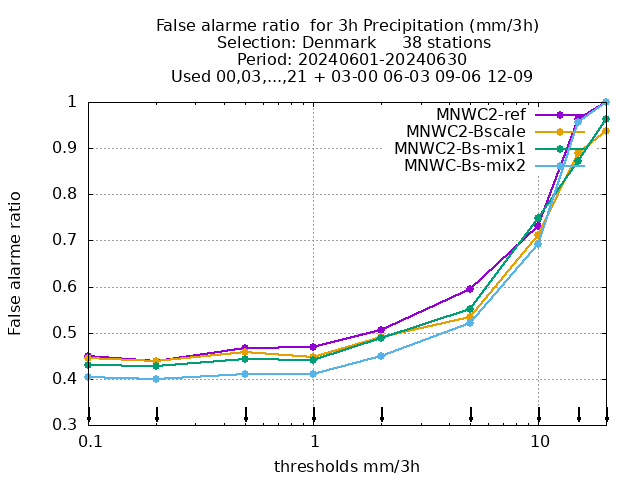 False alarme ratio  for 3h Precipitation (mm/3h)
Selection: Denmark     38 stations
Period: 20240601-20240630
Used 00,03,...,21 + 03-00 06-03 09-06 12-09
MNWC2-ref
MNWC2-Bscale
MNWC2-Bs-mix1
MNWC-Bs-mix2
False alarme ratio
1
0.9
0.8
0.7
0.6
0.5
0.4
0.3
0.1 1 10
thresholds mm/3h